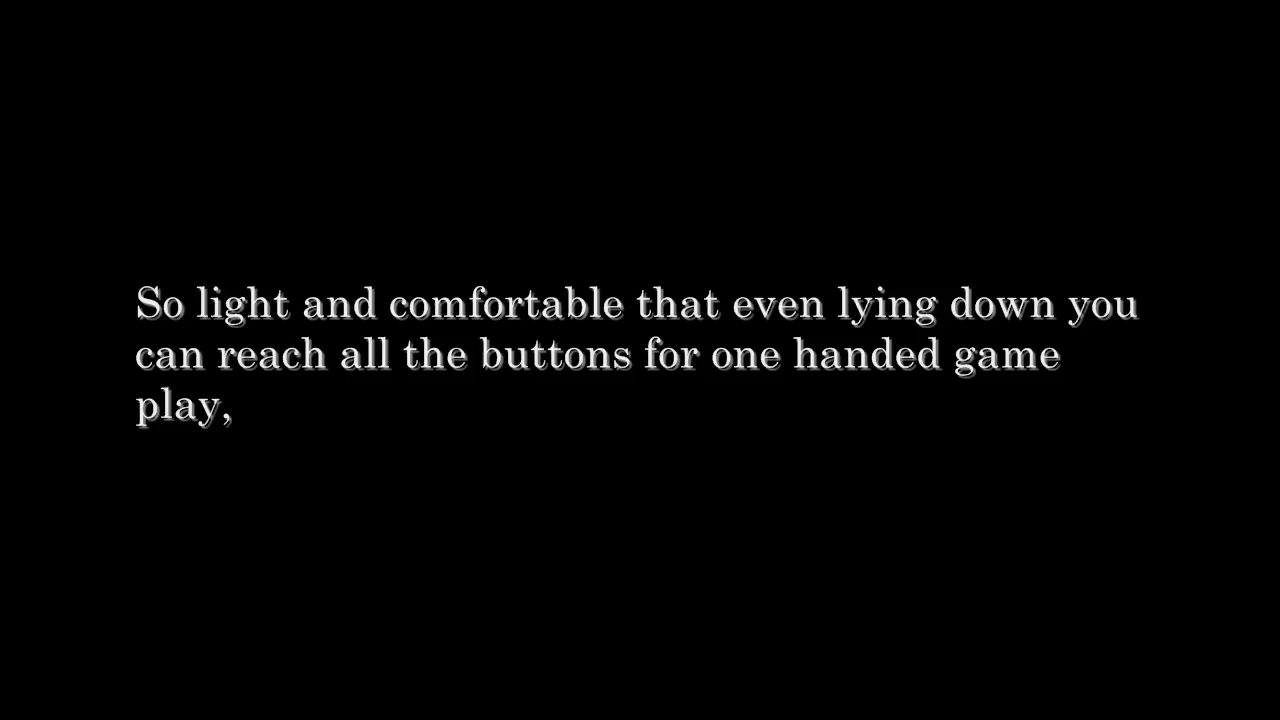 So light and comfortable that even lying down you
can reach all the buttons for one handed game
play,